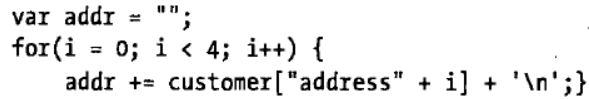 var addr = "";
for(i = 0; i < 4; i++) {
    addr += customer["address" + i] + '\n';}